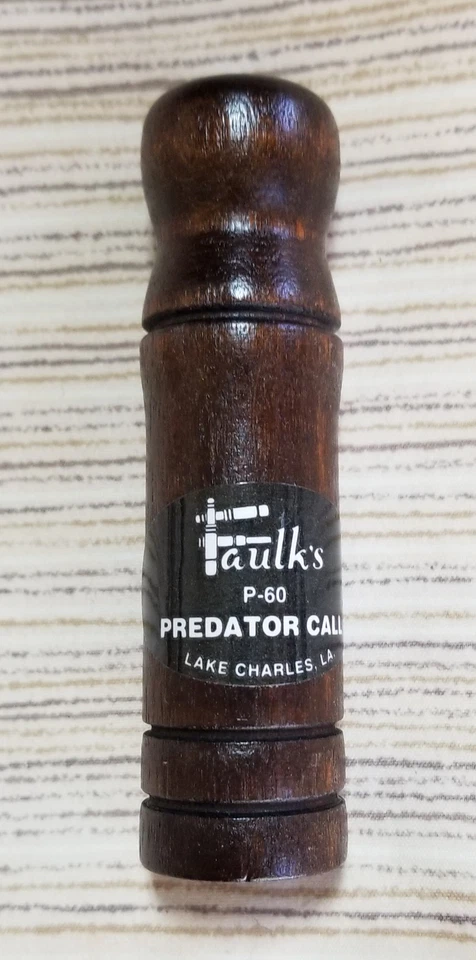 Faulk's
P-60
PREDATOR CALL
LAKE CHARLES, LA.